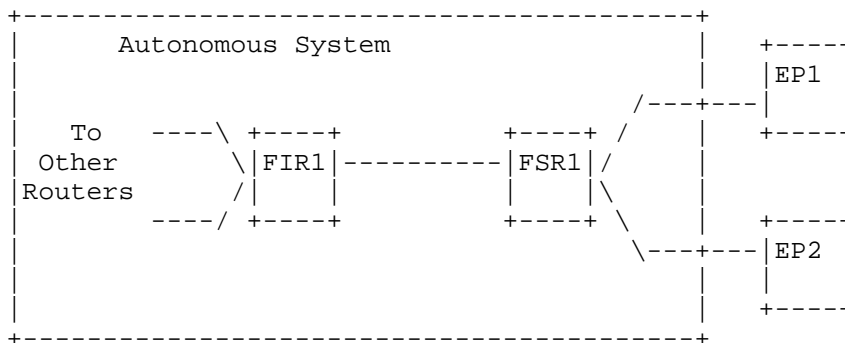 Autonomous System
EP1
To
Other
Routers
FIR1
FSR1
EP2